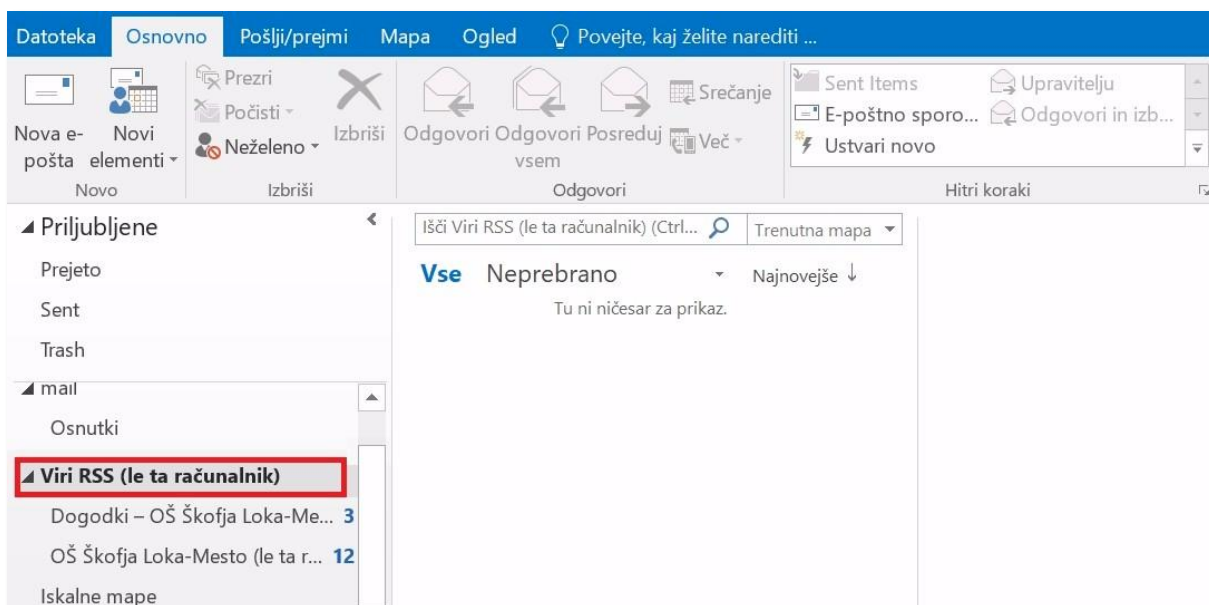 Datoteka Osnovno Pošlji/prejmi Mapa Ogled Povejte, kaj želite narediti ...
Nova e-
pošta
Novi
elementi
Novo
Prezri
Počisti
Neželeno
Izbriši
Izbriši
Odgovori
Odgovori
vsem
Posreduj
Srečanje
Več
Odgovori
Sent Items
E-poštno sporo...
Ustvari novo
Upravitelju
Odgovori in izb...
Hitri koraki
Priljubljene
Prejeto
Sent
Trash
mail
Osnutki
Viri RSS (le ta računalnik)
Dogodki – OŠ Škofja Loka-Me... 3
OŠ Škofja Loka-Mesto (le ta r... 12
Iskalne mape
Išči Viri RSS (le ta računalnik) (Ctrl... Trenutna mapa
Vse Neprebrano Najnovejše ↓
Tu ni ničesar za prikaz.